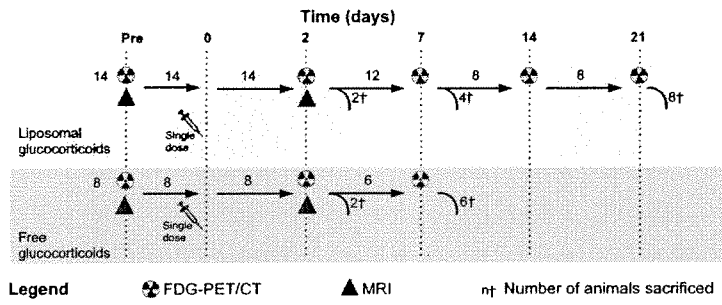 Time (days)
Pre 0 2 7 14 21
14 14 14 12 8 8
2† 4† 8†
Single dose
Liposomal
glucocorticoids
8 8 8 6
2† 6†
Single dose
Free
glucocorticoids
Legend FDG-PET/CT MRI n† Number of animals sacrificed